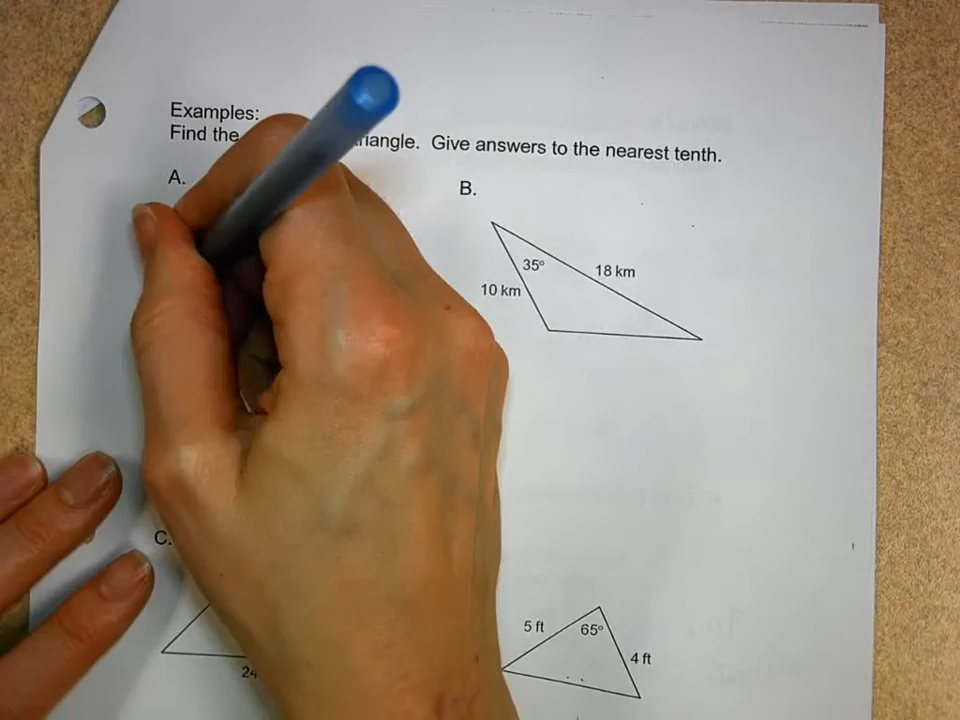 Examples:
Find the triangle. Give answers to the nearest tenth.
A.
B.
35°
18 km
10 km
C.
5 ft
65°
4 ft
24